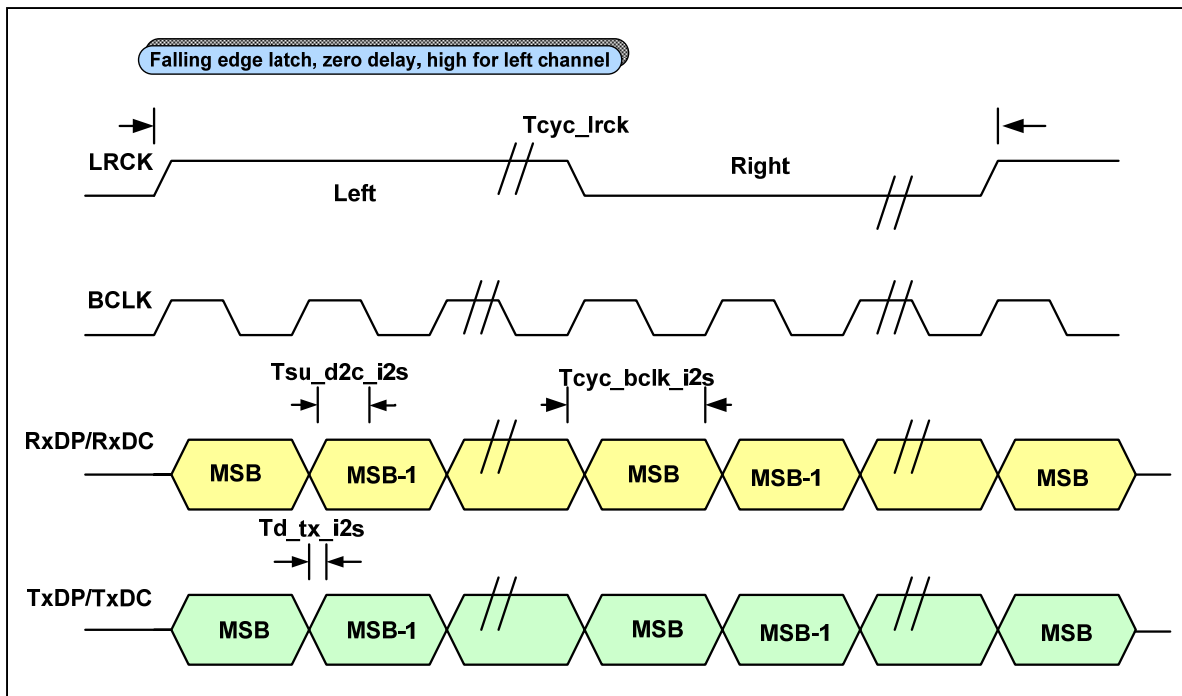 Falling edge latch, zero delay, high for left channel
Tcyc_lrck
LRCK
Left
Right
BCLK
Tsu_d2c_i2s
Tcyc_bclk_i2s
RxDP/RxDC
MSB
MSB-1
MSB
MSB-1
MSB
Td_tx_i2s
TxDP/TxDC
MSB
MSB-1
MSB
MSB-1
MSB